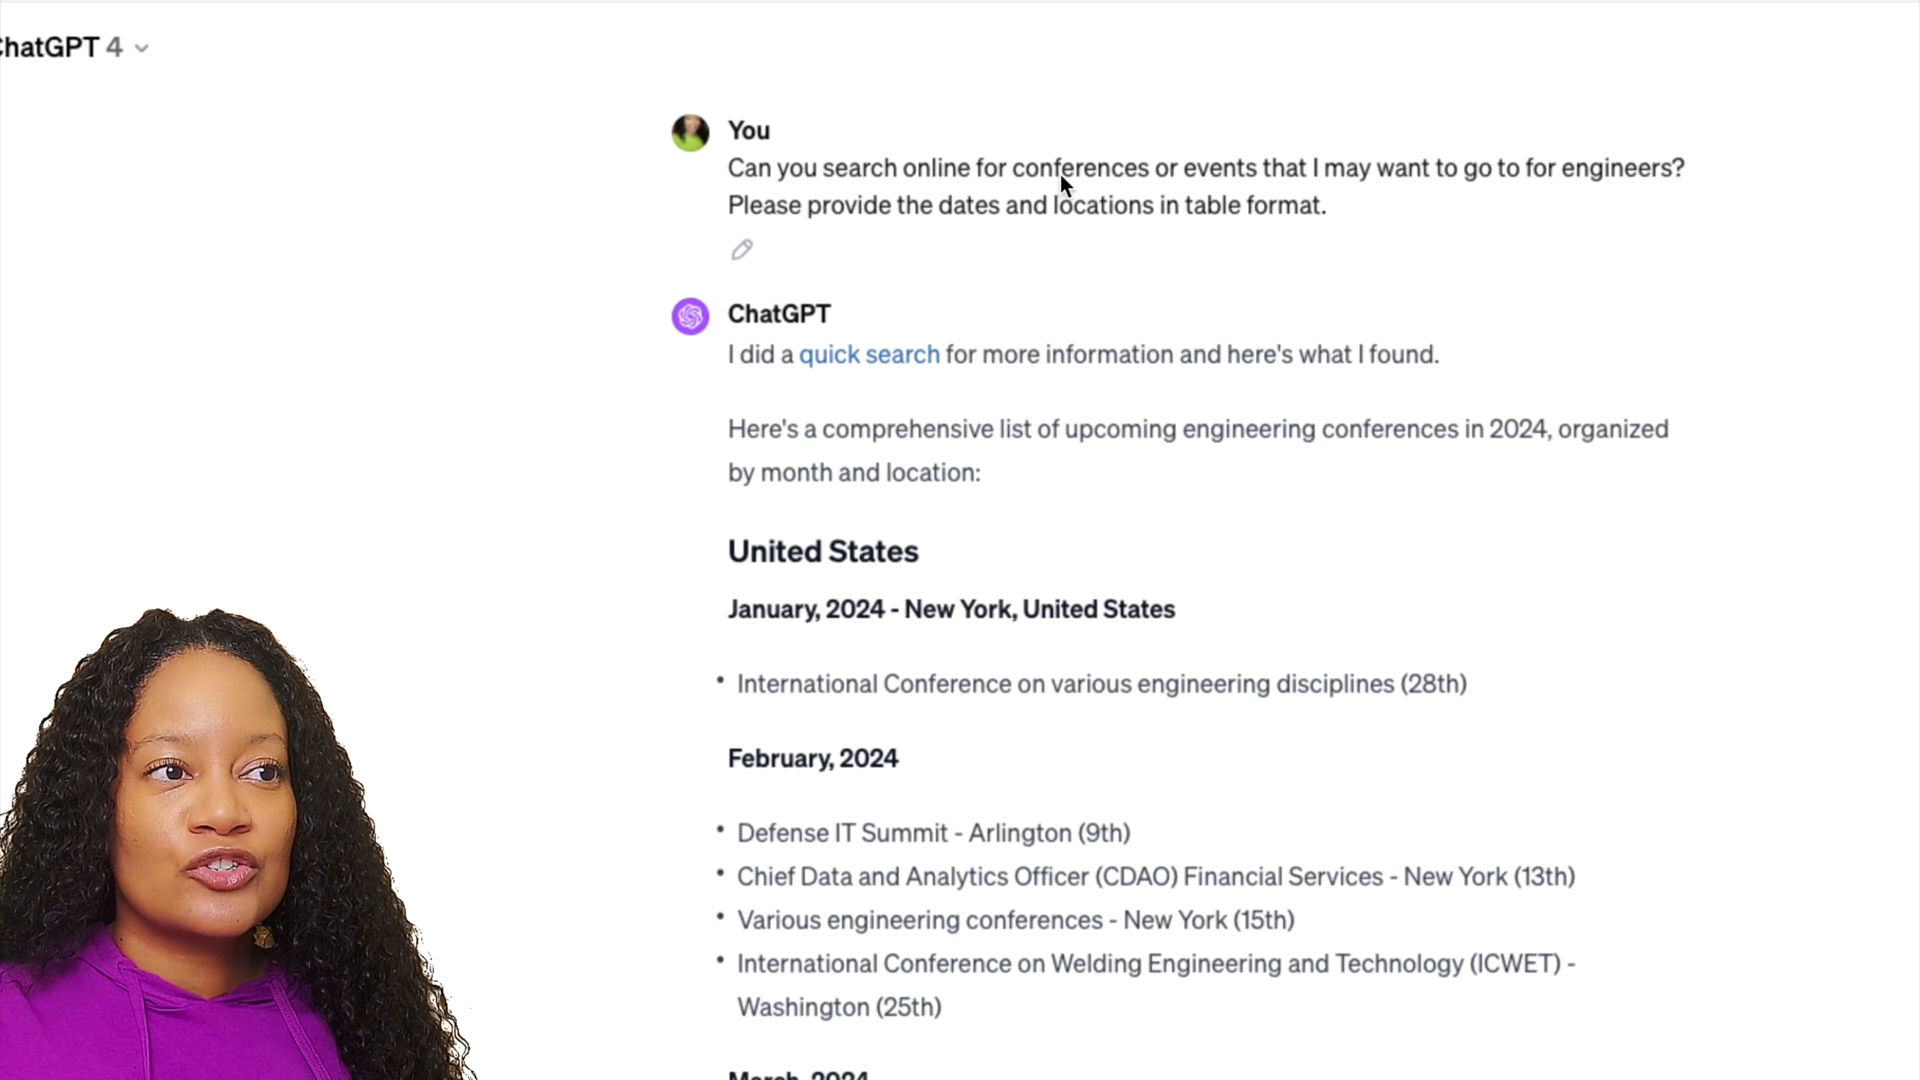 ChatGPT 4
You
Can you search online for conferences or events that I may want to go to for engineers?
Please provide the dates and locations in table format.
ChatGPT
I did a quick search for more information and here's what I found.
Here's a comprehensive list of upcoming engineering conferences in 2024, organized
by month and location:
United States
January, 2024 - New York, United States
• International Conference on various engineering disciplines (28th)
February, 2024
• Defense IT Summit - Arlington (9th)
• Chief Data and Analytics Officer (CDAO) Financial Services - New York (13th)
• Various engineering conferences - New York (15th)
• International Conference on Welding Engineering and Technology (ICWET) -
Washington (25th)
March, 2024